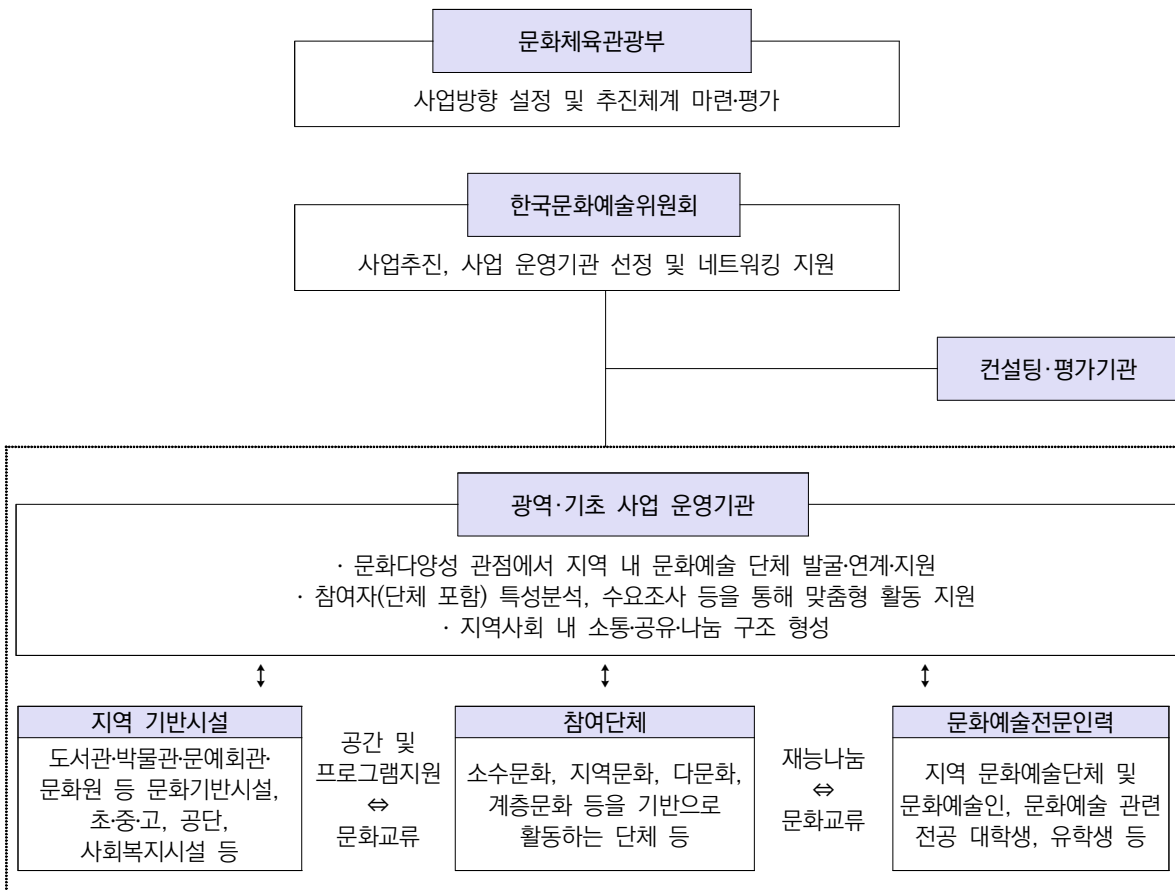 문화체육관광부
사업방향 설정 및 추진체계 마련·평가
한국문화예술위원회
사업추진, 사업 운영기관 선정 및 네트워킹 지원
컨설팅·평가기관
광역·기초 사업 운영기관
· 문화다양성 관점에서 지역 내 문화예술 단체 발굴·연계·지원
· 참여자(단체 포함) 특성분석, 수요조사 등을 통해 맞춤형 활동 지원
· 지역사회 내 소통·공유·나눔 구조 형성
↕ ↕ ↕
지역 기반시설
도서관·박물관·문예회관·
문화원 등 문화기반시설,
초·중·고, 공단,
사회복지시설 등
공간 및
프로그램지원
⇔
문화교류
참여단체
소수문화, 지역문화, 다문화,
계층문화 등을 기반으로
활동하는 단체 등
재능나눔
⇔
문화교류
문화예술전문인력
지역 문화예술단체 및
문화예술인, 문화예술 관련
전공 대학생, 유학생 등